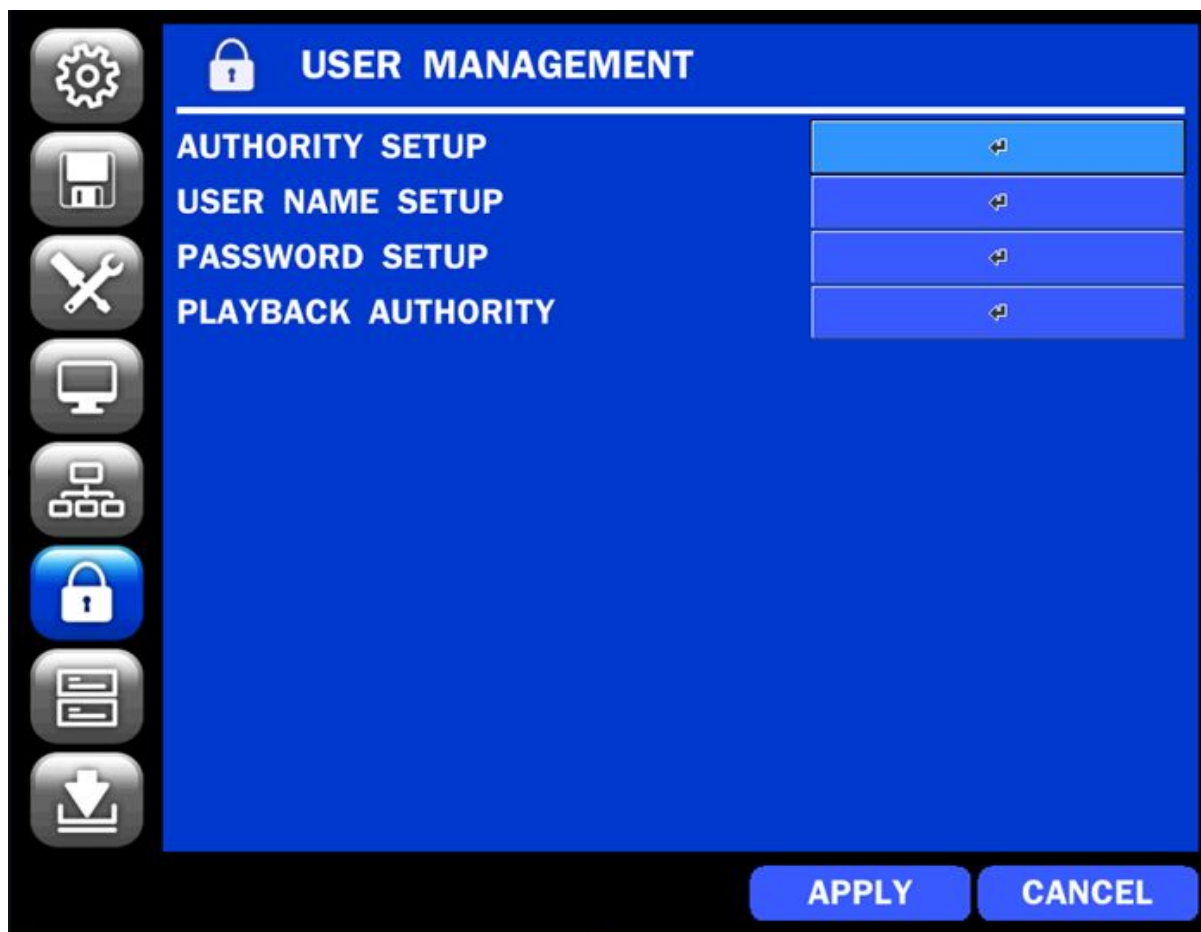 USER MANAGEMENT
AUTHORITY SETUP
USER NAME SETUP
PASSWORD SETUP
PLAYBACK AUTHORITY
APPLY CANCEL